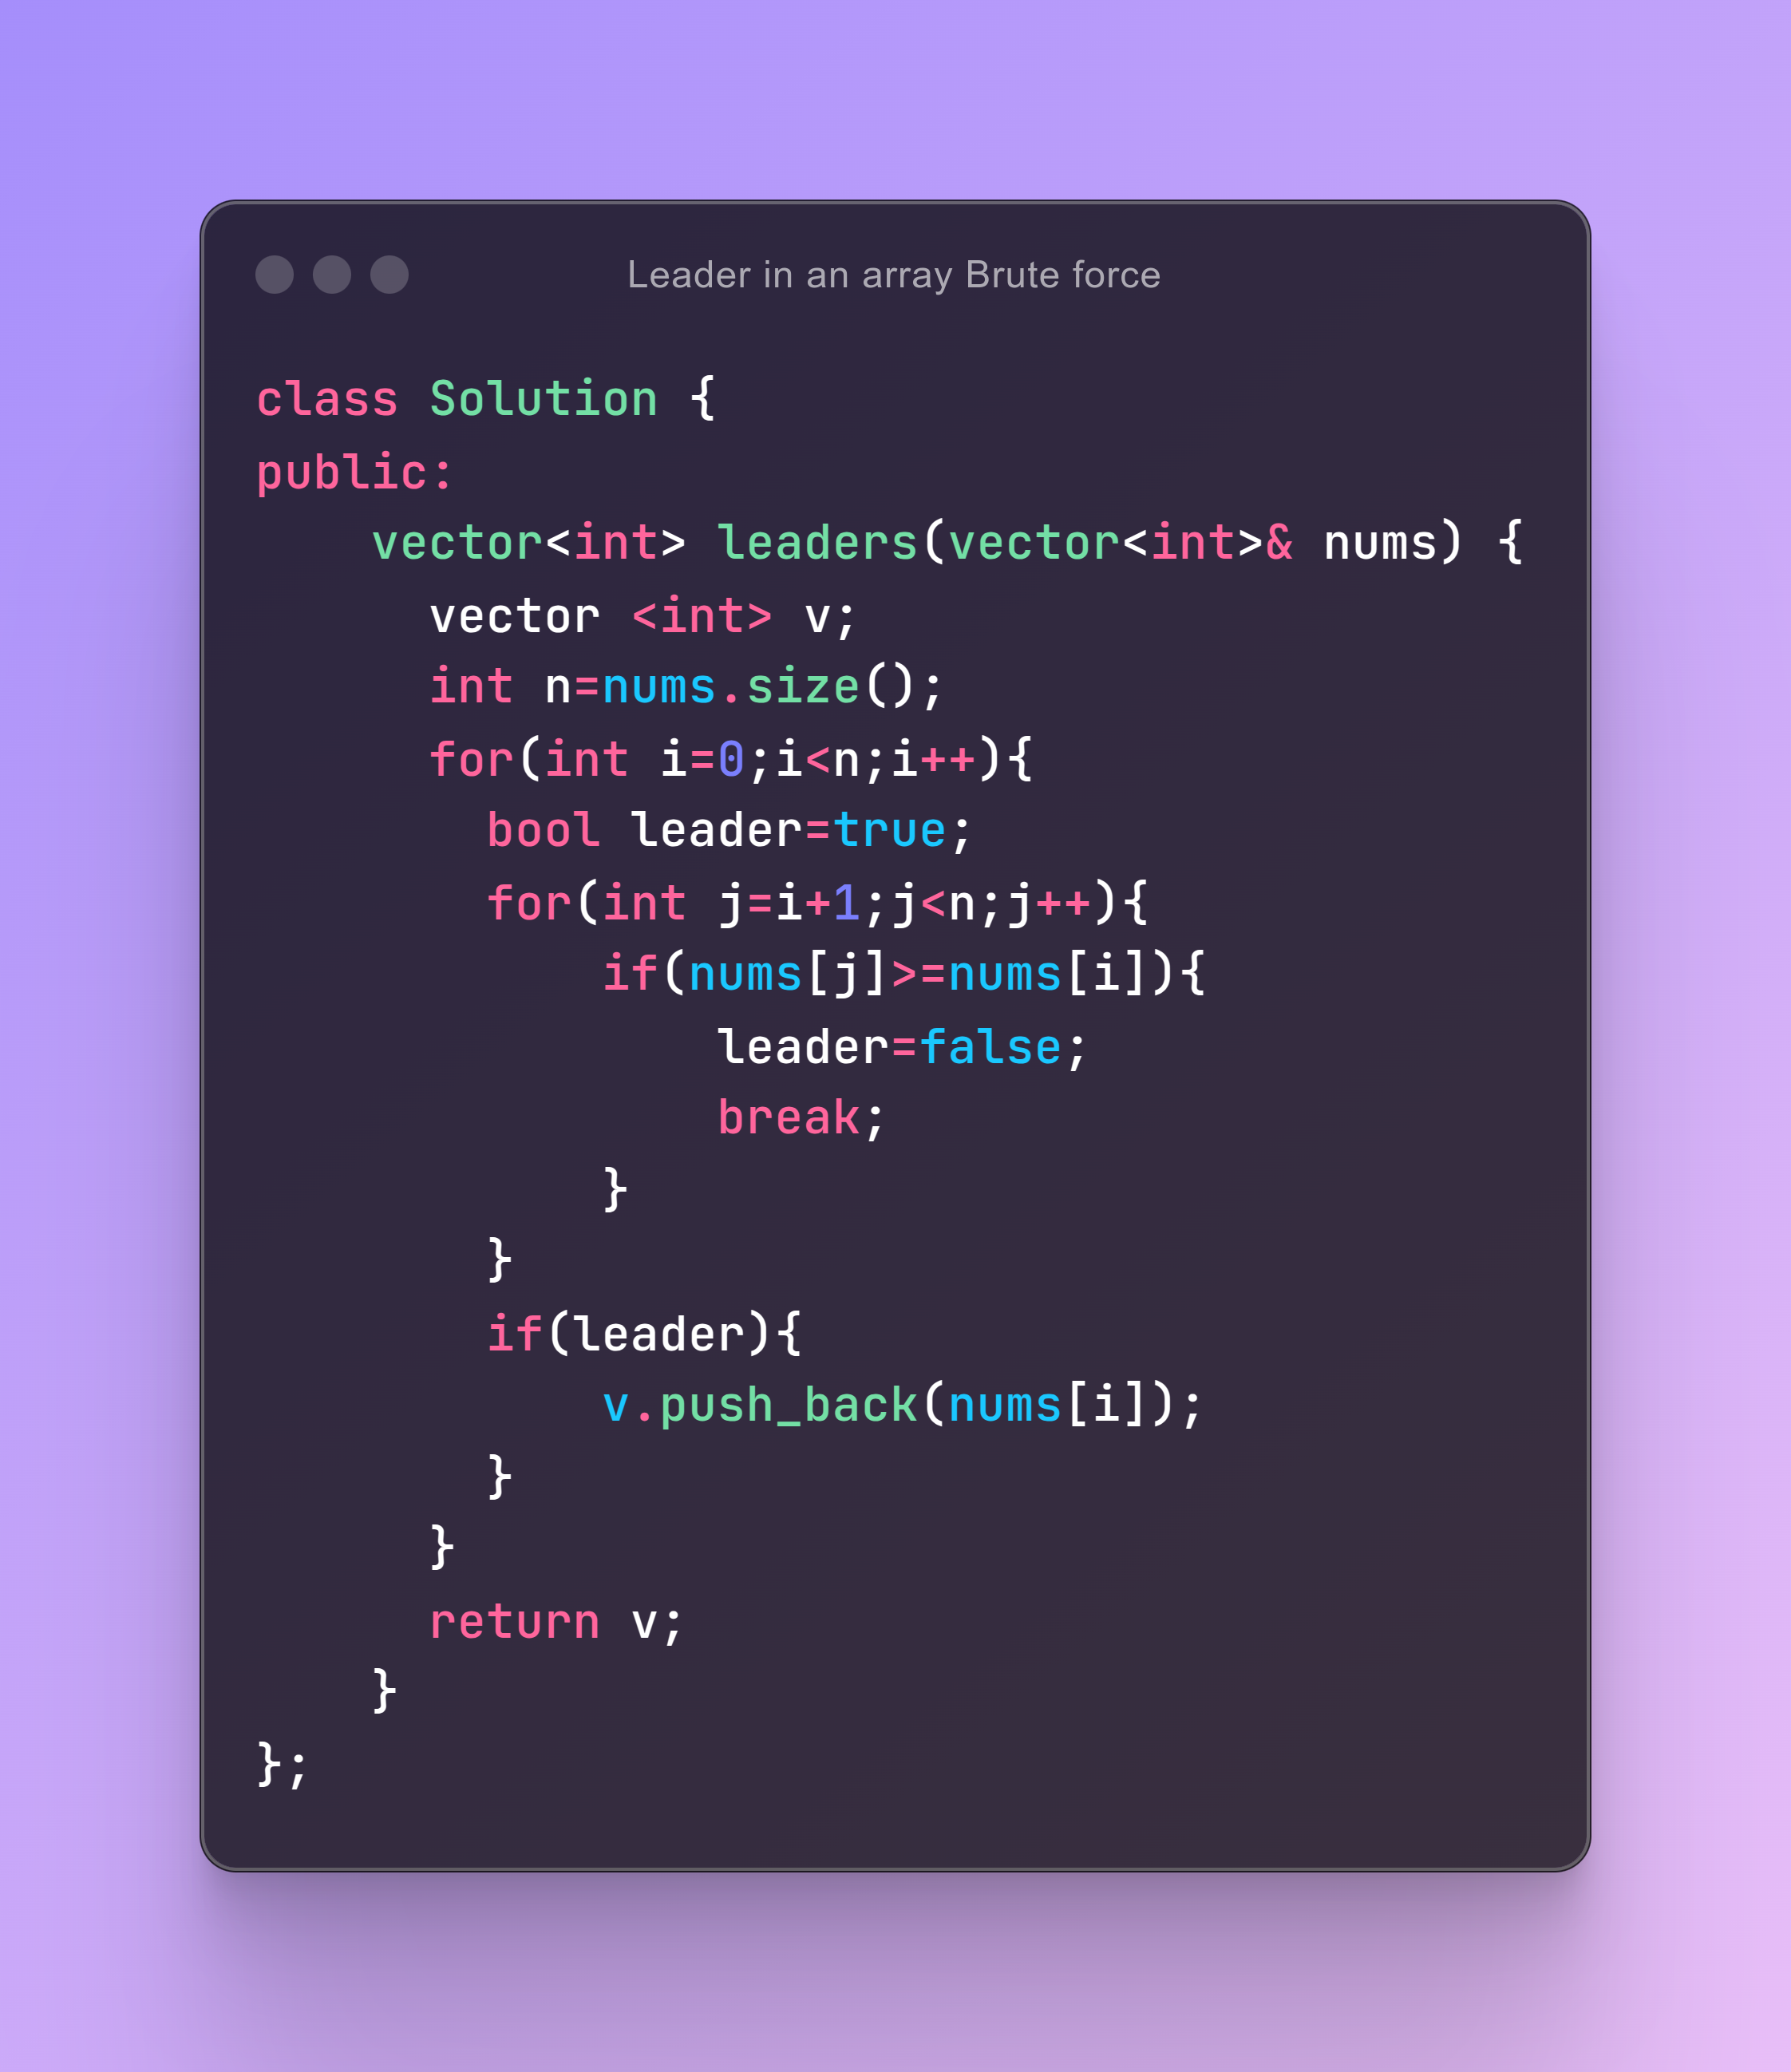 Leader in an array Brute force
class Solution {
public:
    vector<int> leaders(vector<int>& nums) {
      vector <int> v;
      int n=nums.size();
      for(int i=0;i<n;i++){
        bool leader=true;
        for(int j=i+1;j<n;j++){
            if(nums[j]>=nums[i]){
                leader=false;
                break;
            }
        }
        if(leader){
            v.push_back(nums[i]);
        }
      }
      return v;
    }
};